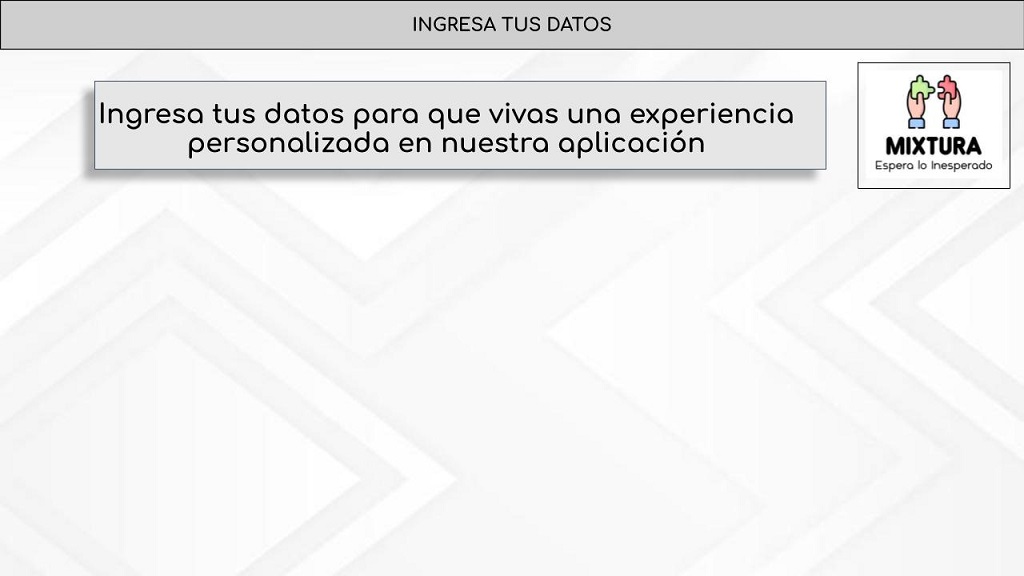 INGRESA TUS DATOS
Ingresa tus datos para que vivas una experiencia
personalizada en nuestra aplicación
MIXTURA
Espera lo Inesperado